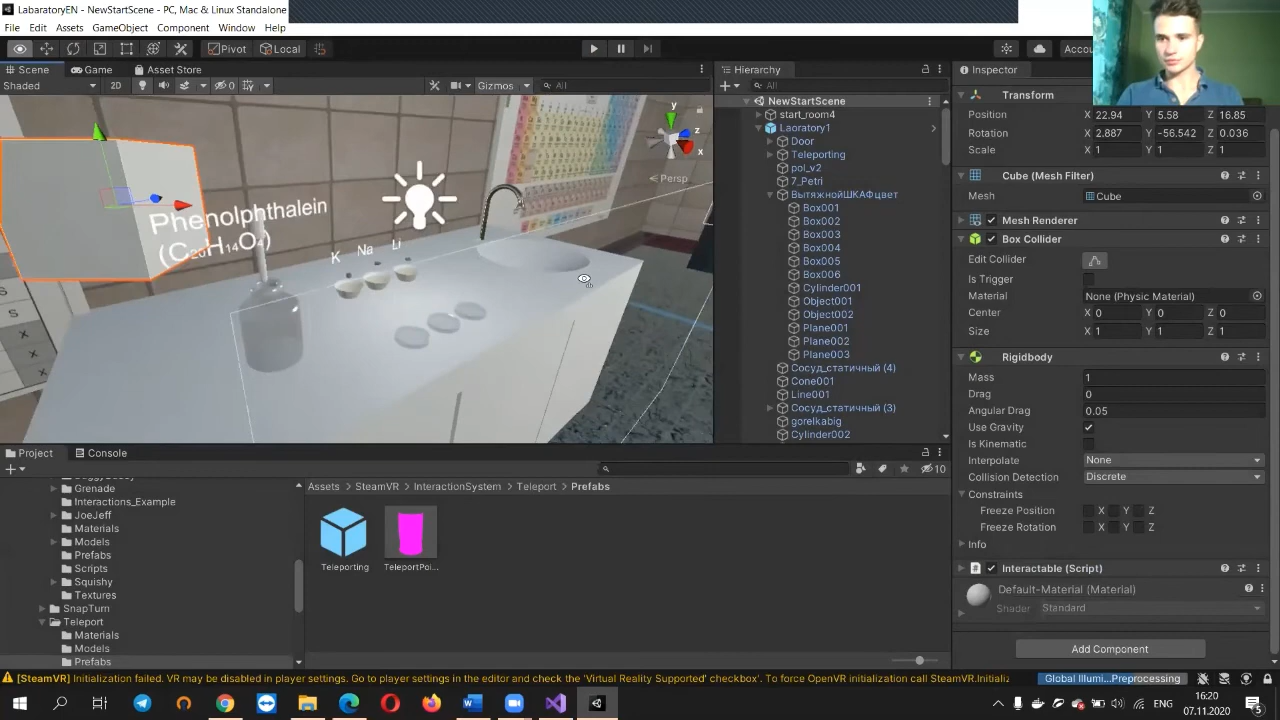 LabaratoryEN - NewStartScene - PC, Mac & Linux Standalone
File Edit Assets GameObject Component Window Help
Pivot Local Accou
Scene Game Asset Store
Shaded 2D 0 Gizmos All
y
z
x
Persp
Phenolphthalein
(C20H14O4)
K Na Li
S
S
X
X
X
Hierarchy
All
NewStartScene
start_room4
Laoratory1
Door
Teleporting
pol_v2
7_Petri
ВытяжнойШКАФцвет
Box001
Box002
Box003
Box004
Box005
Box006
Cylinder001
Object001
Object002
Plane001
Plane002
Plane003
Сосуд_статичный (4)
Cone001
Line001
Сосуд_статичный (3)
gorelkabig
Cylinder002
Inspector
Transform
Position X 22.94 Y 5.58 Z 16.85
Rotation X 2.887 Y -56.542 Z 0.036
Scale X 1 Y 1 Z 1
Cube (Mesh Filter)
Mesh Cube
Mesh Renderer
Box Collider
Edit Collider
Is Trigger
Material None (Physic Material)
Center X 0 Y 0 Z 0
Size X 1 Y 1 Z 1
Rigidbody
Mass 1
Drag 0
Angular Drag 0.05
Use Gravity
Is Kinematic
Interpolate None
Collision Detection Discrete
Constraints
Freeze Position X Y Z
Freeze Rotation X Y Z
Info
Interactable (Script)
Default-Material (Material)
Shader Standard
Add Component
Project Console
10
Grenade
Interactions_Example
JoeJeff
Materials
Models
Prefabs
Scripts
Squishy
Textures
SnapTurn
Teleport
Materials
Models
Prefabs
Assets > SteamVR > InteractionSystem > Teleport > Prefabs
Teleporting TeleportPoi...
[SteamVR] Initialization failed. VR may be disabled in player settings. Go to player settings in the editor and check the 'Virtual Reality Supported' checkbox'. To force OpenVR initialization call SteamVR.Initializ
Global Illumi...Preprocessing
РУС
16:20
07.11.2020